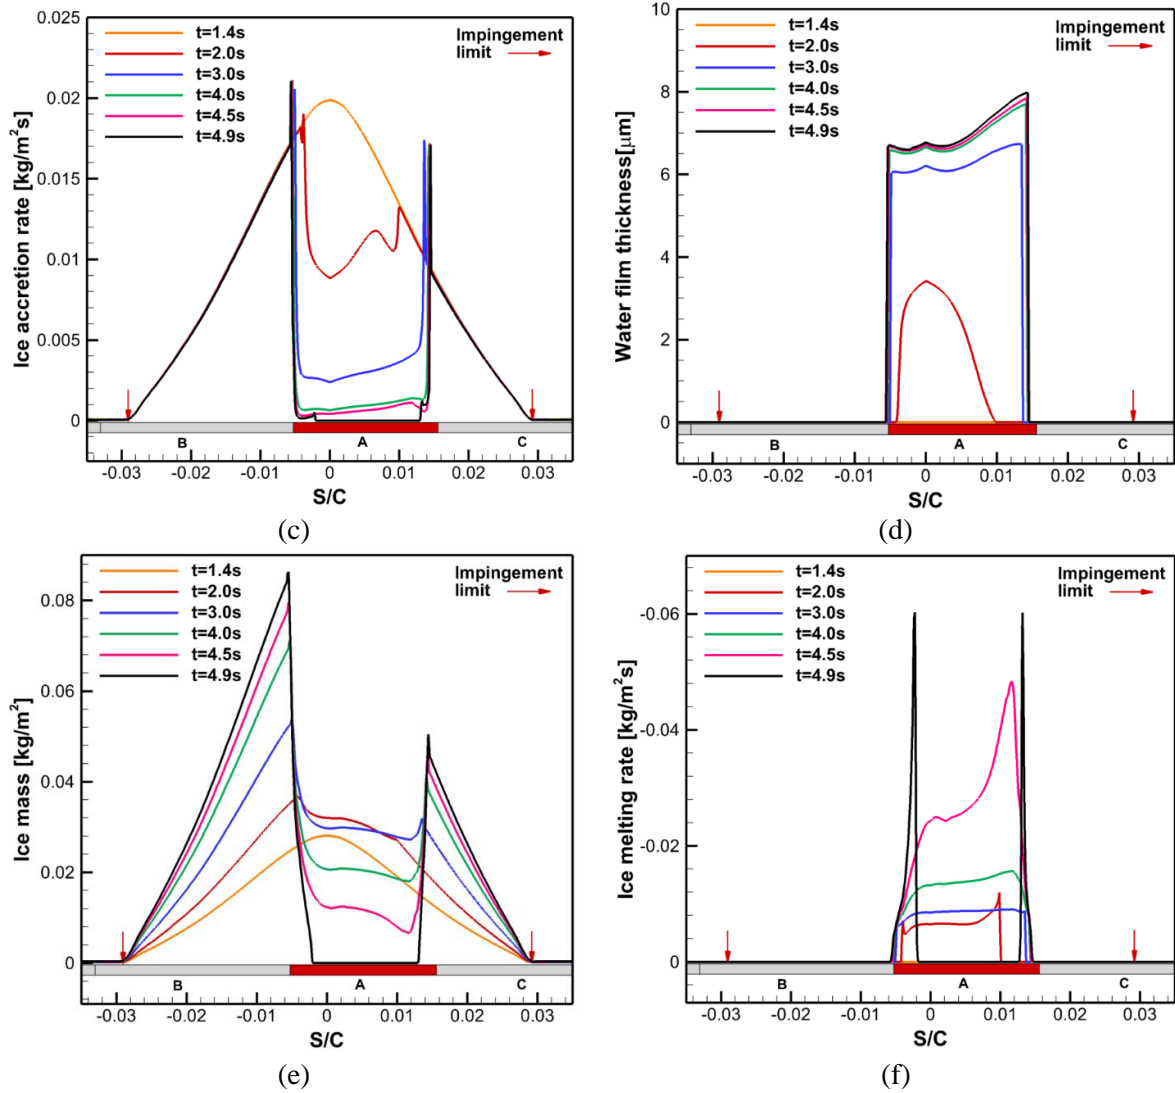 Ice accretion rate [kg/m²s]
0.025
0.02
0.015
0.01
0.005
0
t=1.4s
t=2.0s
t=3.0s
t=4.0s
t=4.5s
t=4.9s
Impingement
limit
B A C
-0.03 -0.02 -0.01 0 0.01 0.02 0.03
S/C
(c)
Water film thickness[μm]
10
8
6
4
2
0
t=1.4s
t=2.0s
t=3.0s
t=4.0s
t=4.5s
t=4.9s
Impingement
limit
B A C
-0.03 -0.02 -0.01 0 0.01 0.02 0.03
S/C
(d)
Ice mass [kg/m²]
0.08
0.06
0.04
0.02
0
t=1.4s
t=2.0s
t=3.0s
t=4.0s
t=4.5s
t=4.9s
Impingement
limit
B A C
-0.03 -0.02 -0.01 0 0.01 0.02 0.03
S/C
(e)
Ice melting rate [kg/m²s]
-0.06
-0.04
-0.02
0
t=1.4s
t=2.0s
t=3.0s
t=4.0s
t=4.5s
t=4.9s
Impingement
limit
B A C
-0.03 -0.02 -0.01 0 0.01 0.02 0.03
S/C
(f)